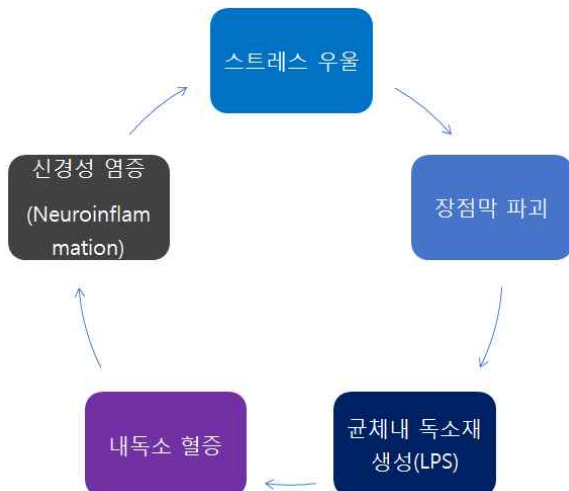 스트레스 우울
장점막 파괴
균체내 독소재
생성(LPS)
내독소 혈증
신경성 염증
(Neuroinflam
mation)